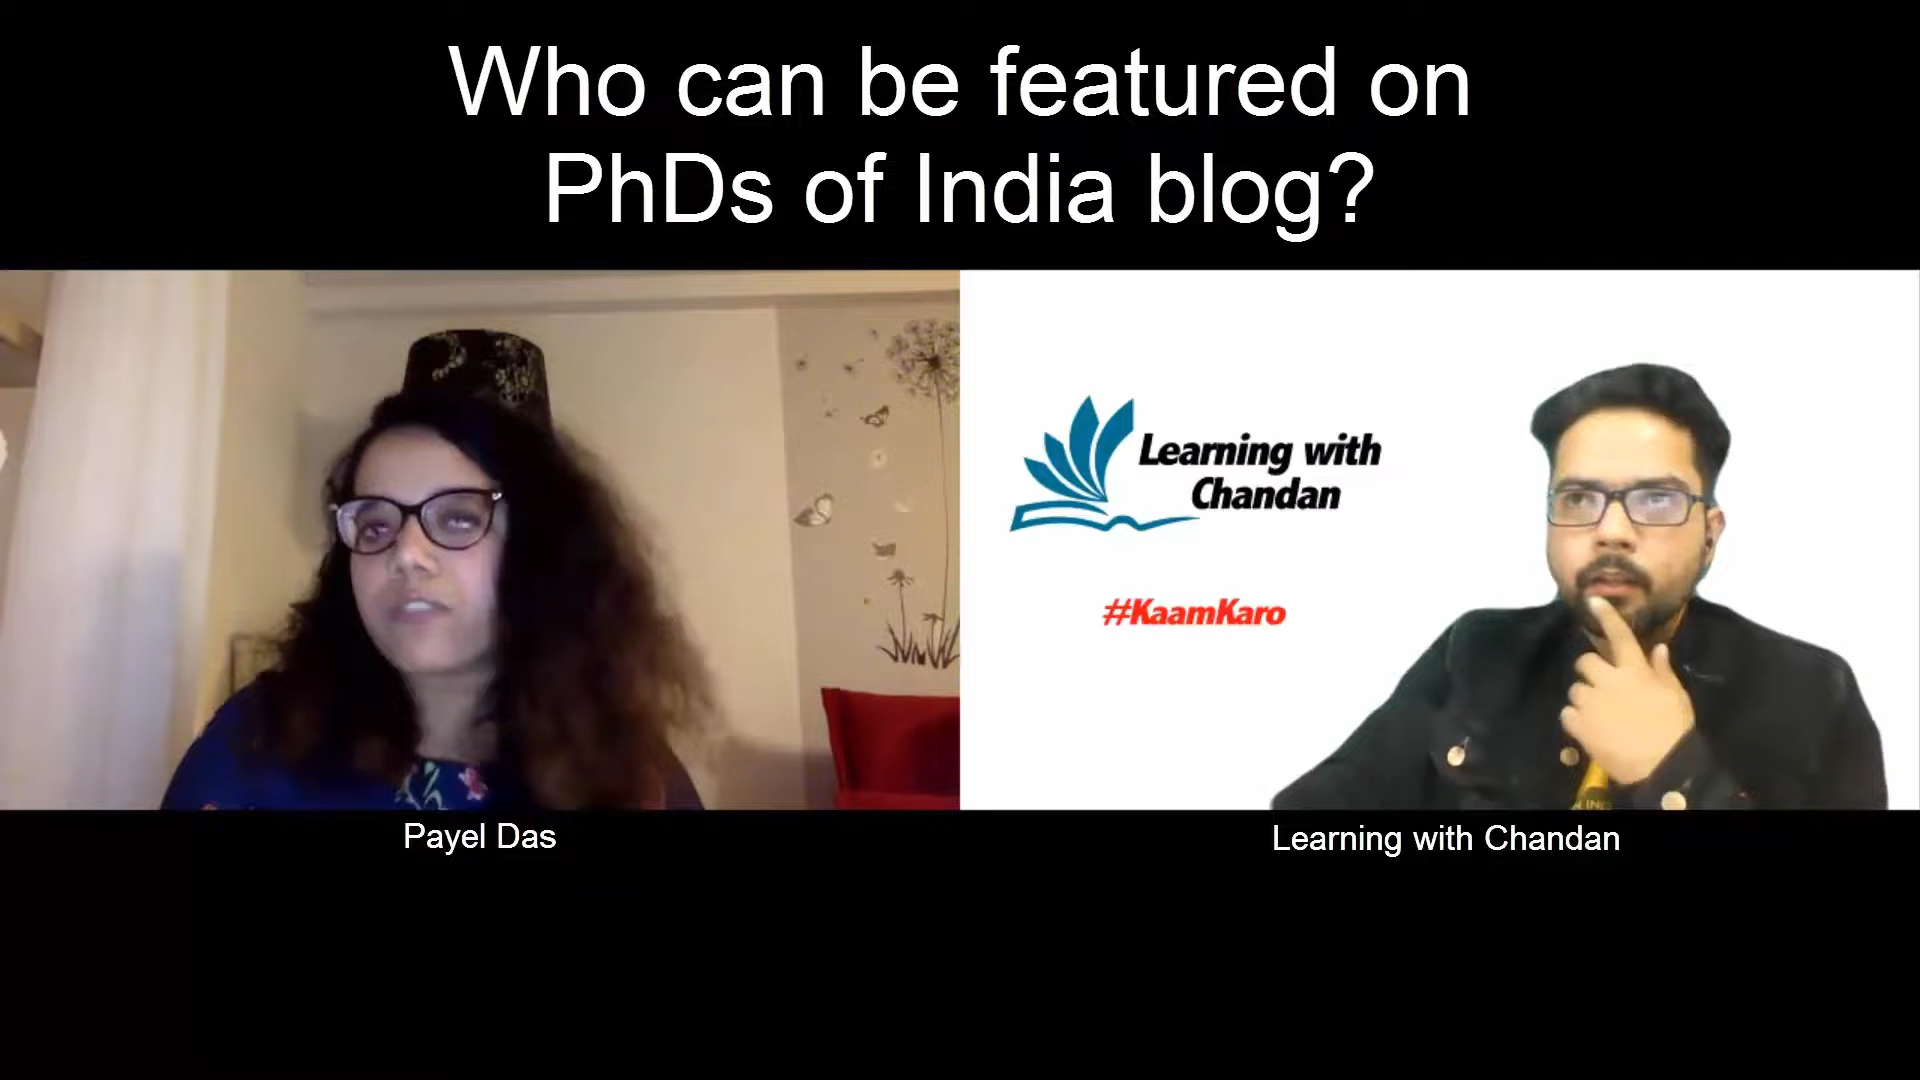 Who can be featured on
PhDs of India blog?
Learning with
Chandan
#KaamKaro
Payel Das
Learning with Chandan